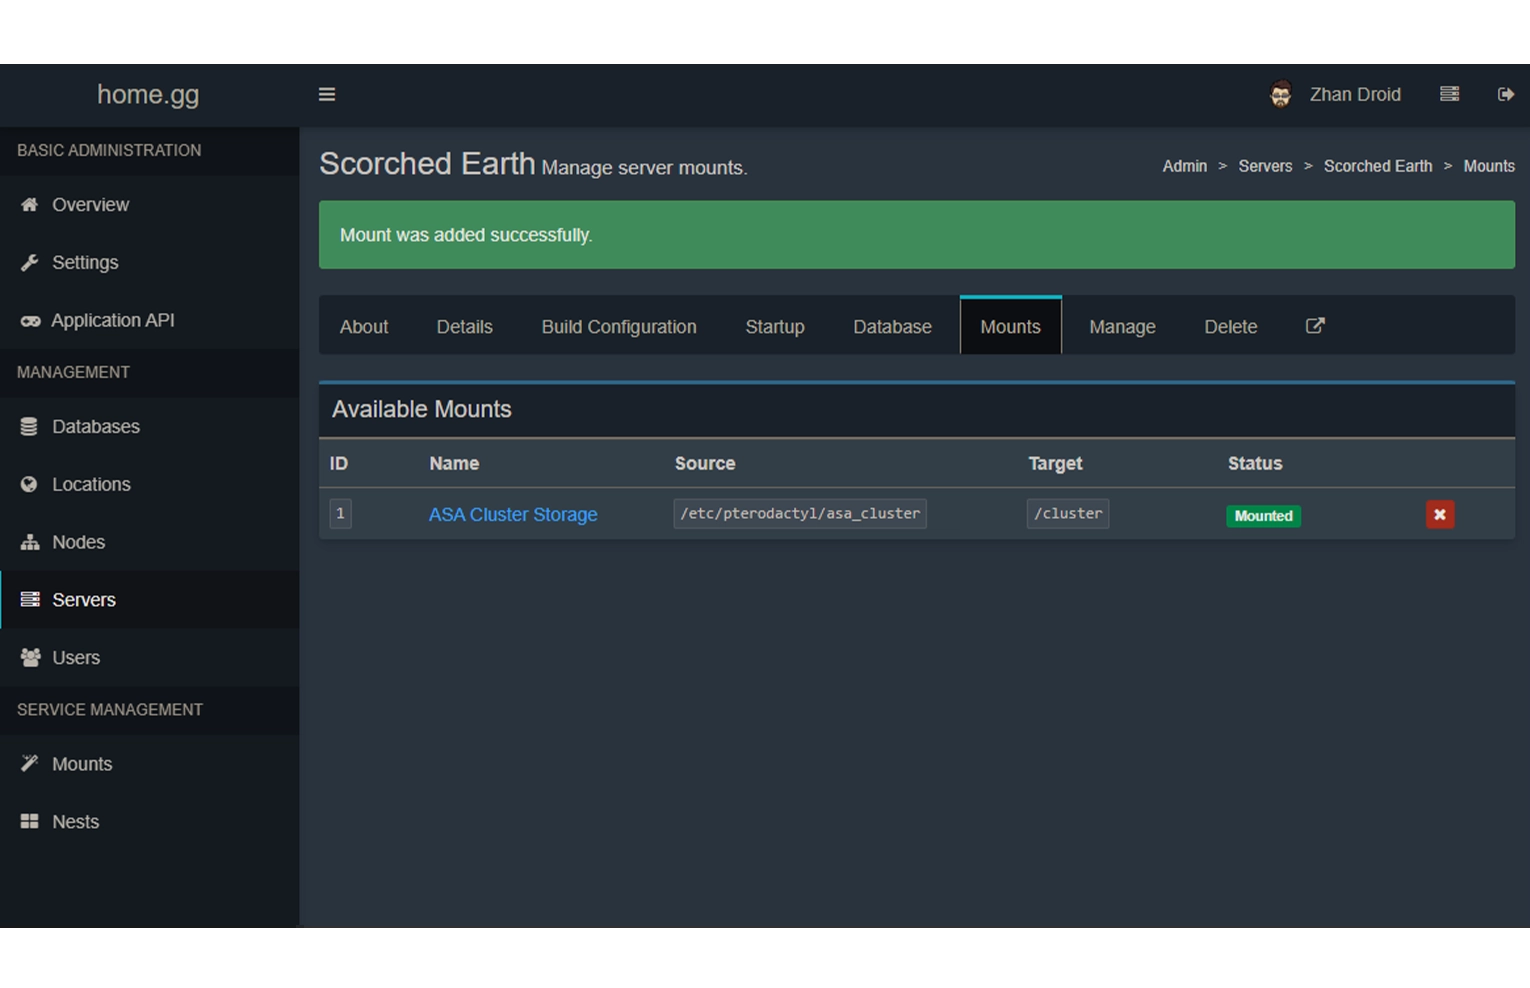 home.gg
Zhan Droid
BASIC ADMINISTRATION
Overview
Settings
Application API
MANAGEMENT
Databases
Locations
Nodes
Servers
Users
SERVICE MANAGEMENT
Mounts
Nests
Scorched Earth Manage server mounts.
Admin > Servers > Scorched Earth > Mounts
Mount was added successfully.
About Details Build Configuration Startup Database Mounts Manage Delete
Available Mounts
ID Name Source Target Status
1 ASA Cluster Storage /etc/pterodactyl/asa_cluster /cluster Mounted